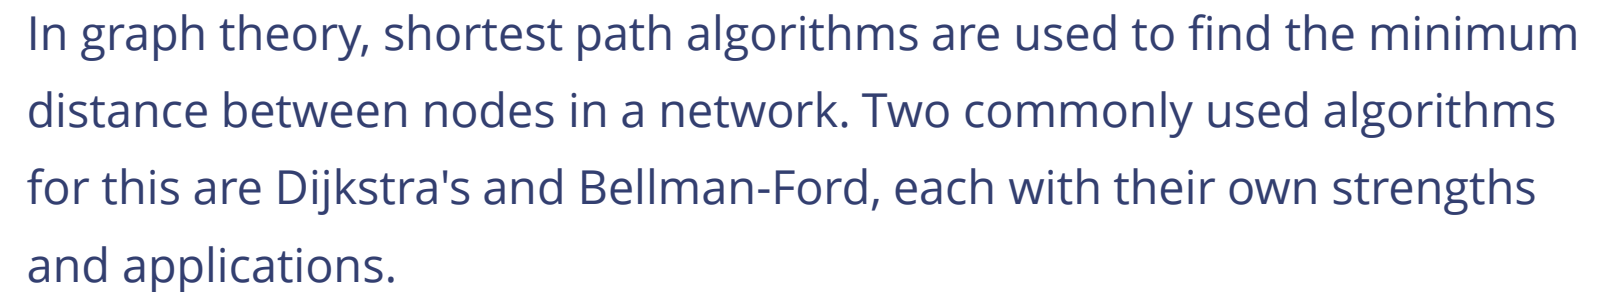 In graph theory, shortest path algorithms are used to find the minimum
distance between nodes in a network. Two commonly used algorithms
for this are Dijkstra's and Bellman-Ford, each with their own strengths
and applications.